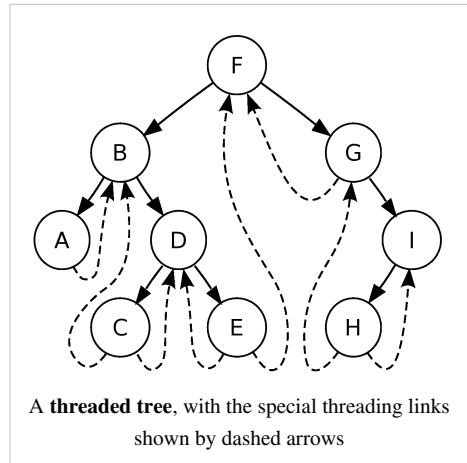 F
B
G
A
D
I
C
E
H
A threaded tree, with the special threading links
shown by dashed arrows